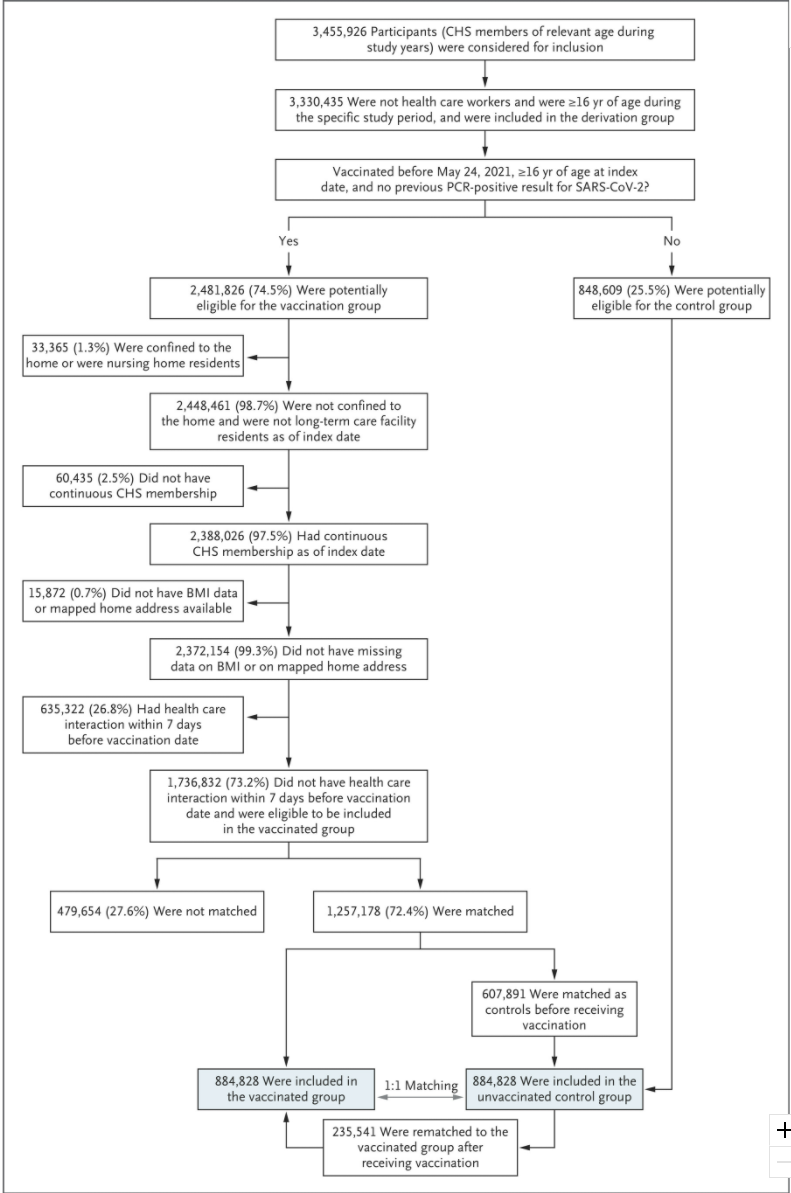 3,455,926 Participants (CHS members of relevant age during
study years) were considered for inclusion
3,330,435 Were not health care workers and were ≥16 yr of age during
the specific study period, and were included in the derivation group
Vaccinated before May 24, 2021, ≥16 yr of age at index
date, and no previous PCR-positive result for SARS-CoV-2?
Yes
No
2,481,826 (74.5%) Were potentially
eligible for the vaccination group
848,609 (25.5%) Were potentially
eligible for the control group
33,365 (1.3%) Were confined to the
home or were nursing home residents
2,448,461 (98.7%) Were not confined to
the home and were not long-term care facility
residents as of index date
60,435 (2.5%) Did not have
continuous CHS membership
2,388,026 (97.5%) Had continuous
CHS membership as of index date
15,872 (0.7%) Did not have BMI data
or mapped home address available
2,372,154 (99.3%) Did not have missing
data on BMI or on mapped home address
635,322 (26.8%) Had health care
interaction within 7 days
before vaccination date
1,736,832 (73.2%) Did not have health care
interaction within 7 days before vaccination
date and were eligible to be included
in the vaccinated group
479,654 (27.6%) Were not matched
1,257,178 (72.4%) Were matched
607,891 Were matched as
controls before receiving
vaccination
884,828 Were included in
the vaccinated group
1:1 Matching
884,828 Were included in the
unvaccinated control group
235,541 Were rematched to the
vaccinated group after
receiving vaccination